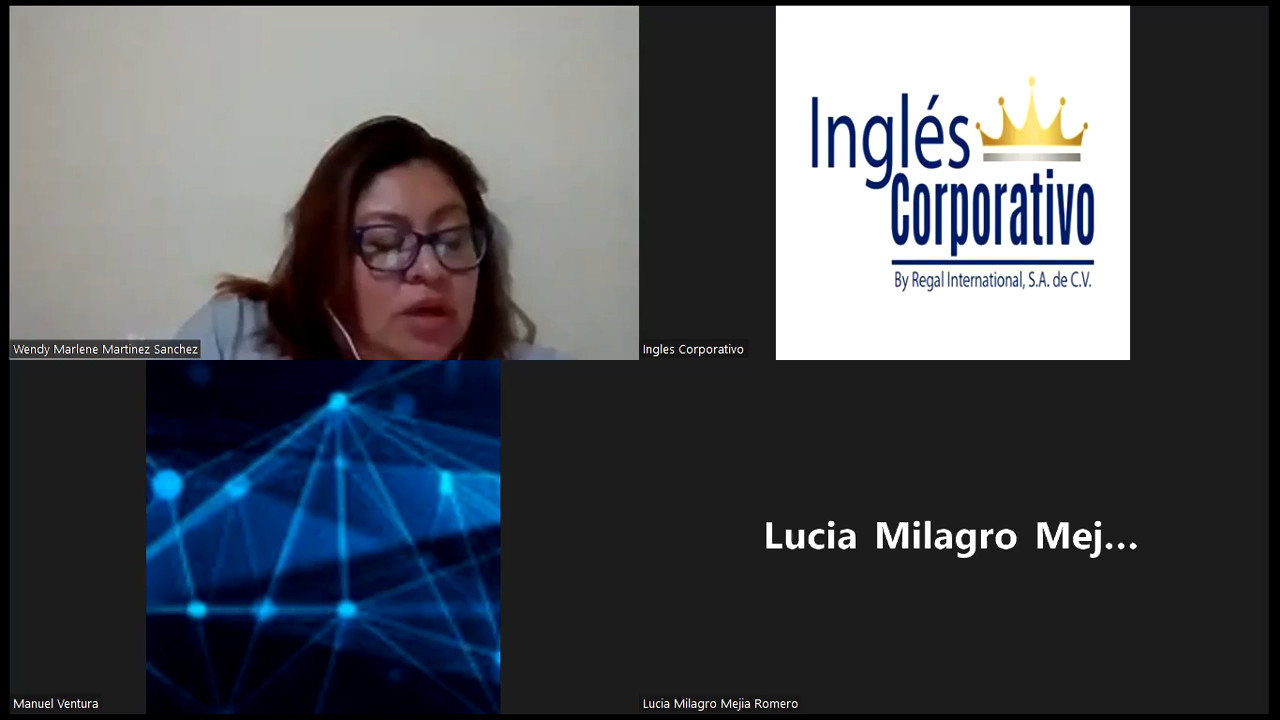 Inglés
Corporativo
By Regal International, S.A. de C.V.
Wendy Marlene Martinez Sanchez
Ingles Corporativo
Lucia Milagro Mej...
Manuel Ventura
Lucia Milagro Mejia Romero